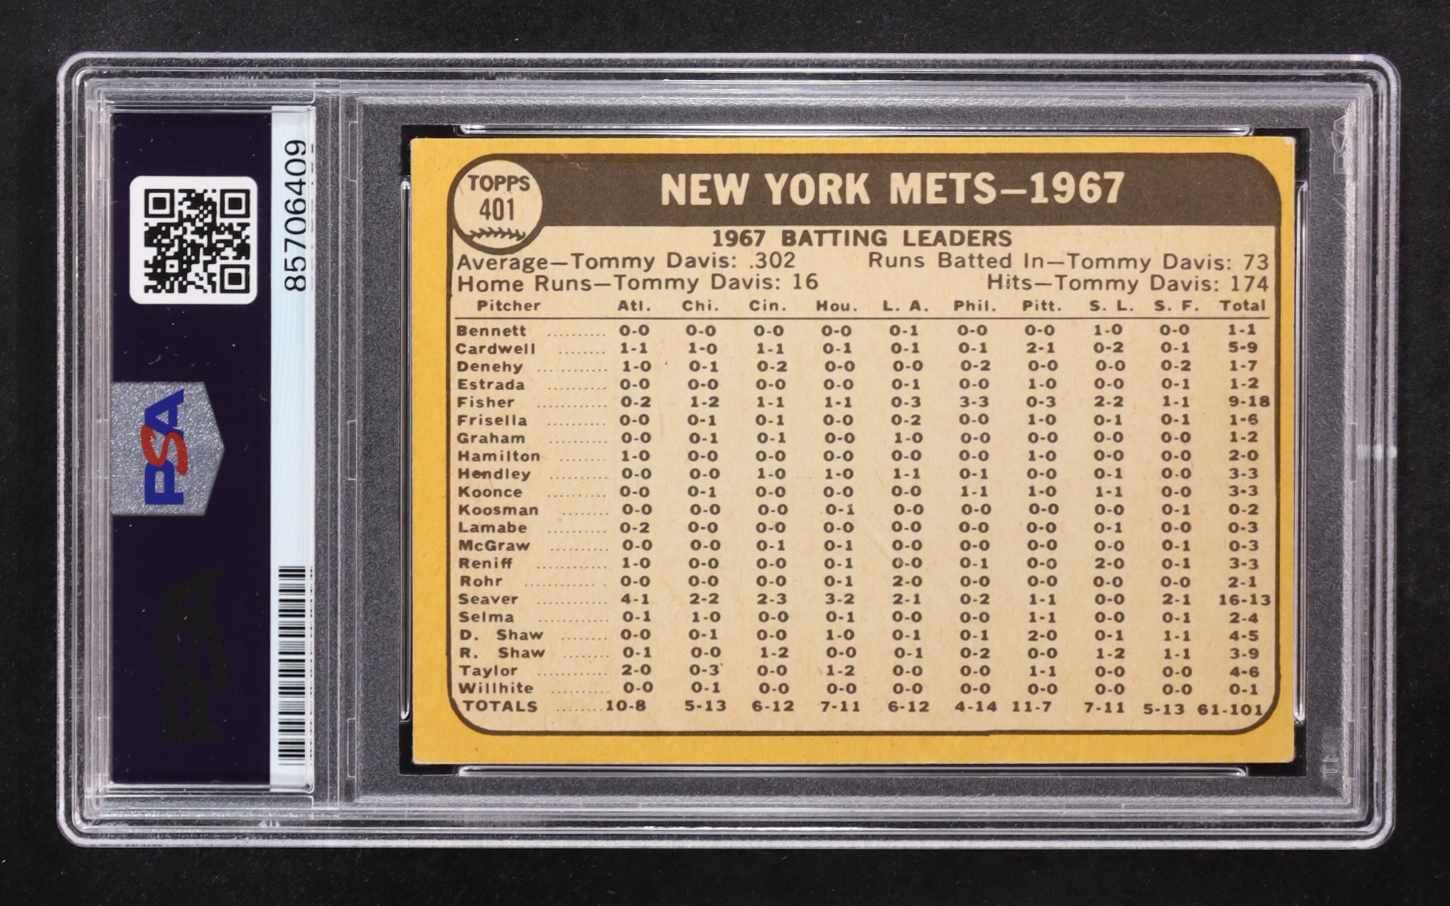 85706409
PSA
PSA
TOPPS
401
NEW YORK METS—1967
1967 BATTING LEADERS
Average—Tommy Davis: .302 Runs Batted In—Tommy Davis: 73
Home Runs—Tommy Davis: 16 Hits—Tommy Davis: 174
Pitcher Atl. Chi. Cin. Hou. L. A. Phil. Pitt. S. L. S. F. Total
Bennett .......... 0-0 0-0 0-0 0-0 0-1 0-0 0-0 1-0 0-0 1-1
Cardwell ........ 1-1 1-0 1-1 0-1 0-1 0-1 2-1 0-2 0-1 5-9
Denehy .......... 1-0 0-1 0-2 0-0 0-0 0-2 0-0 0-0 0-2 1-7
Estrada .......... 0-0 0-0 0-0 0-0 0-1 0-0 1-0 0-0 0-1 1-2
Fisher ............ 0-2 1-2 1-1 1-1 0-3 3-3 0-3 2-2 1-1 9-18
Frisella .......... 0-0 0-1 0-1 0-0 0-2 0-0 1-0 0-1 0-1 1-6
Graham .......... 0-0 0-1 0-1 0-0 1-0 0-0 0-0 0-0 0-0 1-2
Hamilton ........ 1-0 0-0 0-0 0-0 0-0 0-0 1-0 0-0 0-0 2-0
Hendley .......... 0-0 0-0 1-0 1-0 1-1 0-1 0-0 0-1 0-0 3-3
Koonce .......... 0-0 0-1 0-0 0-0 0-0 1-1 1-0 1-1 0-0 3-3
Koosman ........ 0-0 0-0 0-0 0-1 0-0 0-0 0-0 0-0 0-1 0-2
Lamabe .......... 0-2 0-0 0-0 0-0 0-0 0-0 0-0 0-1 0-0 0-3
McGraw .......... 0-0 0-0 0-1 0-1 0-0 0-0 0-0 0-0 0-1 0-3
Reniff ............ 1-0 0-0 0-0 0-1 0-0 0-1 0-0 2-0 0-1 3-3
Rohr .............. 0-0 0-0 0-0 0-1 2-0 0-0 0-0 0-0 0-0 2-1
Seaver ............ 4-1 2-2 2-3 3-2 2-1 0-2 1-1 0-0 2-1 16-13
Selma ............ 0-1 1-0 0-0 0-1 0-0 0-0 1-1 0-0 0-1 2-4
D. Shaw ........ 0-0 0-1 0-0 1-0 0-1 0-1 2-0 0-1 1-1 4-5
R. Shaw ........ 0-1 0-0 1-2 0-0 0-1 0-2 0-0 1-2 1-1 3-9
Taylor ............ 2-0 0-3 0-0 1-2 0-1 0-0 1-1 0-0 0-0 4-6
Willhite .......... 0-0 0-1 0-0 0-0 0-0 0-0 0-0 0-0 0-0 0-1
TOTALS ......10-8 5-13 6-12 7-11 6-12 4-14 11-7 7-11 5-13 61-101